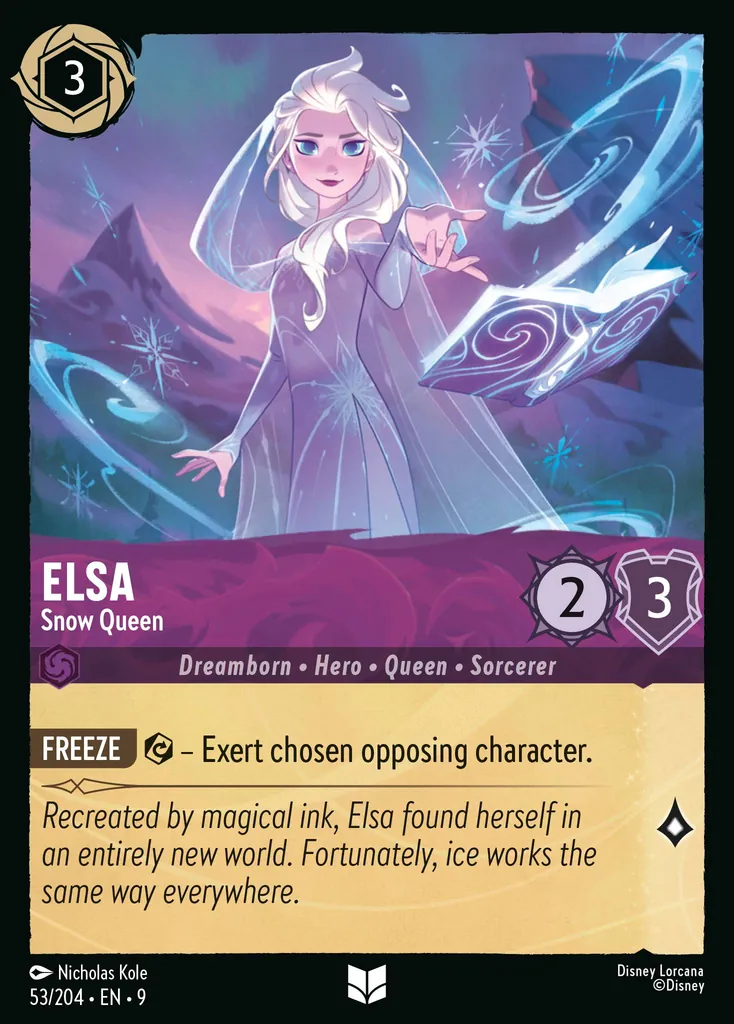 3
ELSA
Snow Queen
2
3
Dreamborn • Hero • Queen • Sorcerer
FREEZE – Exert chosen opposing character.
Recreated by magical ink, Elsa found herself in
an entirely new world. Fortunately, ice works the
same way everywhere.
Nicholas Kole
53/204 • EN • 9
Disney Lorcana
©Disney